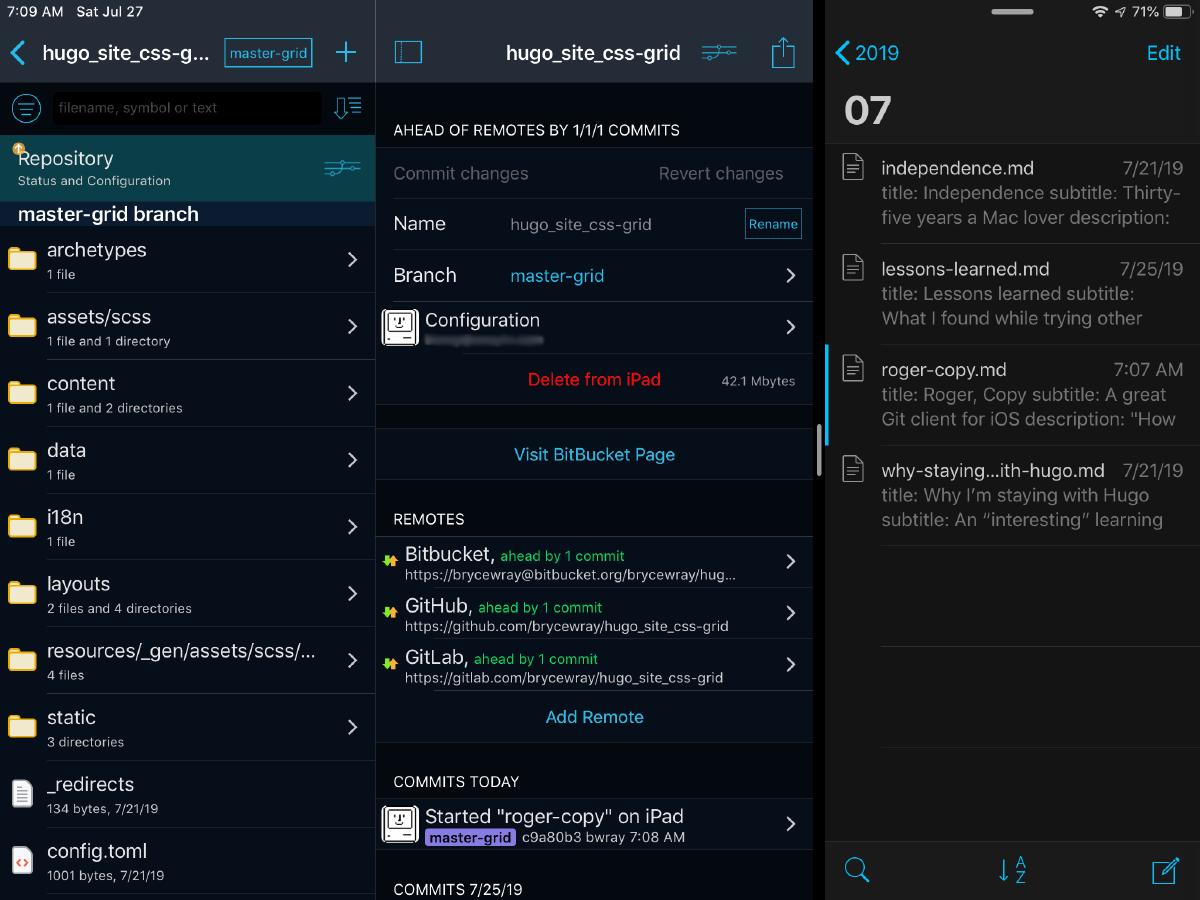 7:09 AM Sat Jul 27
71%
hugo_site_css-g...
master-grid
filename, symbol or text
Repository
Status and Configuration
master-grid branch
archetypes
1 file
assets/scss
1 file and 1 directory
content
1 file and 2 directories
data
1 file
i18n
1 file
layouts
2 files and 4 directories
resources/_gen/assets/scss/...
4 files
static
3 directories
_redirects
134 bytes, 7/21/19
config.toml
1001 bytes, 7/21/19
hugo_site_css-grid
AHEAD OF REMOTES BY 1/1/1 COMMITS
Commit changes Revert changes
Name hugo_site_css-grid Rename
Branch master-grid
Configuration
Delete from iPad 42.1 Mbytes
Visit BitBucket Page
REMOTES
Bitbucket, ahead by 1 commit
https://brycewray@bitbucket.org/brycewray/hug...
GitHub, ahead by 1 commit
https://github.com/brycewray/hugo_site_css-grid
GitLab, ahead by 1 commit
https://gitlab.com/brycewray/hugo_site_css-grid
Add Remote
COMMITS TODAY
Started "roger-copy" on iPad
master-grid c9a80b3 bwray 7:08 AM
COMMITS 7/25/19
2019 Edit
07
independence.md 7/21/19
title: Independence subtitle: Thirty-
five years a Mac lover description:
lessons-learned.md 7/25/19
title: Lessons learned subtitle:
What I found while trying other
roger-copy.md 7:07 AM
title: Roger, Copy subtitle: A great
Git client for iOS description: "How
why-staying...ith-hugo.md 7/21/19
title: Why I’m staying with Hugo
subtitle: An “interesting” learning
A
Z